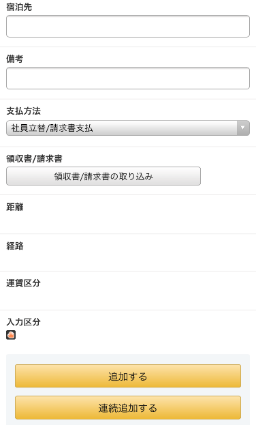 宿泊先
備考
支払方法
社員立替/請求書支払
領収書/請求書
領収書/請求書の取り込み
距離
経路
運賃区分
入力区分
追加する
連続追加する